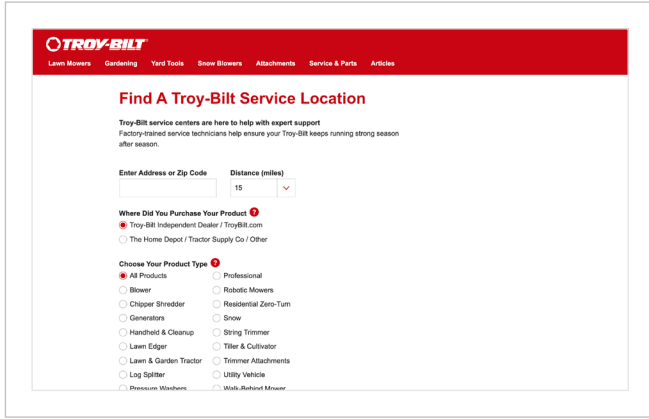 TROY-BILT
Lawn Mowers Gardening Yard Tools Snow Blowers Attachments Service & Parts Articles
Find A Troy-Bilt Service Location
Troy-Bilt service centers are here to help with expert support
Factory-trained service technicians help ensure your Troy-Bilt keeps running strong season
after season.
Enter Address or Zip Code Distance (miles)
15
Where Did You Purchase Your Product ?
Troy-Bilt Independent Dealer / TroyBilt.com
The Home Depot / Tractor Supply Co / Other
Choose Your Product Type ?
All Products Professional
Blower Robotic Mowers
Chipper Shredder Residential Zero-Turn
Generators Snow
Handheld & Cleanup String Trimmer
Lawn Edger Tiller & Cultivator
Lawn & Garden Tractor Trimmer Attachments
Log Splitter Utility Vehicle
Pressure Washers Walk-Behind Mower